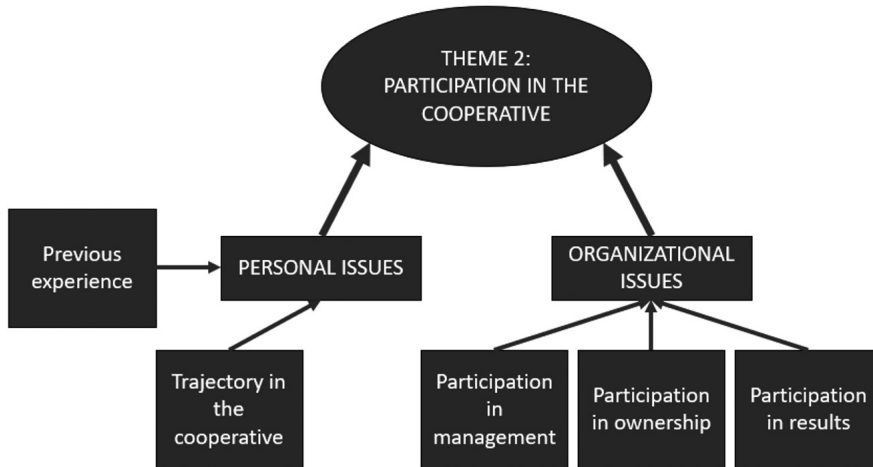 THEME 2:
PARTICIPATION IN THE
COOPERATIVE
Previous
experience
PERSONAL ISSUES
ORGANIZATIONAL
ISSUES
Trajectory in
the
cooperative
Participation
in
management
Participation
in ownership
Participation
in results